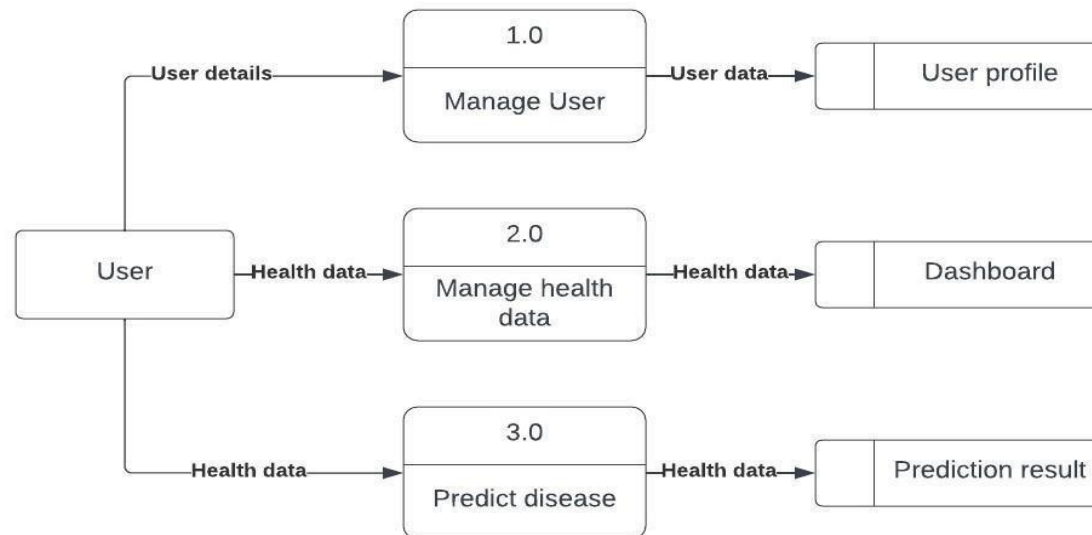 1.0
User details
Manage User
User data
User profile
User
Health data
2.0
Manage health
data
Health data
Dashboard
Health data
3.0
Predict disease
Health data
Prediction result